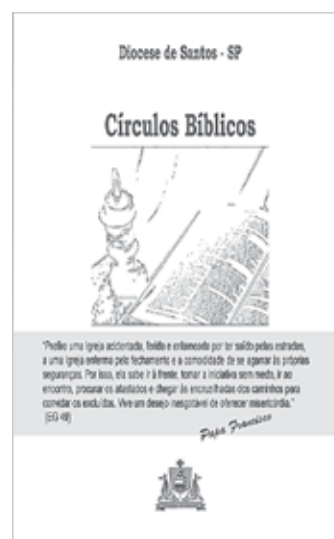 Diocese de Santos - SP
Círculos Bíblicos
"Prefiro uma Igreja acidentada, ferida e enlameada por ter saído pelas estradas,
a uma Igreja enferma pelo fechamento e a comodidade de se agarrar às próprias
seguranças. Por isso, ela sabe ir à frente, tomar a iniciativa sem medo, ir ao
encontro, procurar os afastados e chegar às encruzilhadas dos caminhos para
convidar os excluídos. Vive um desejo inesgotável de oferecer misericórdia."
(EG 49)
Papa Francisco